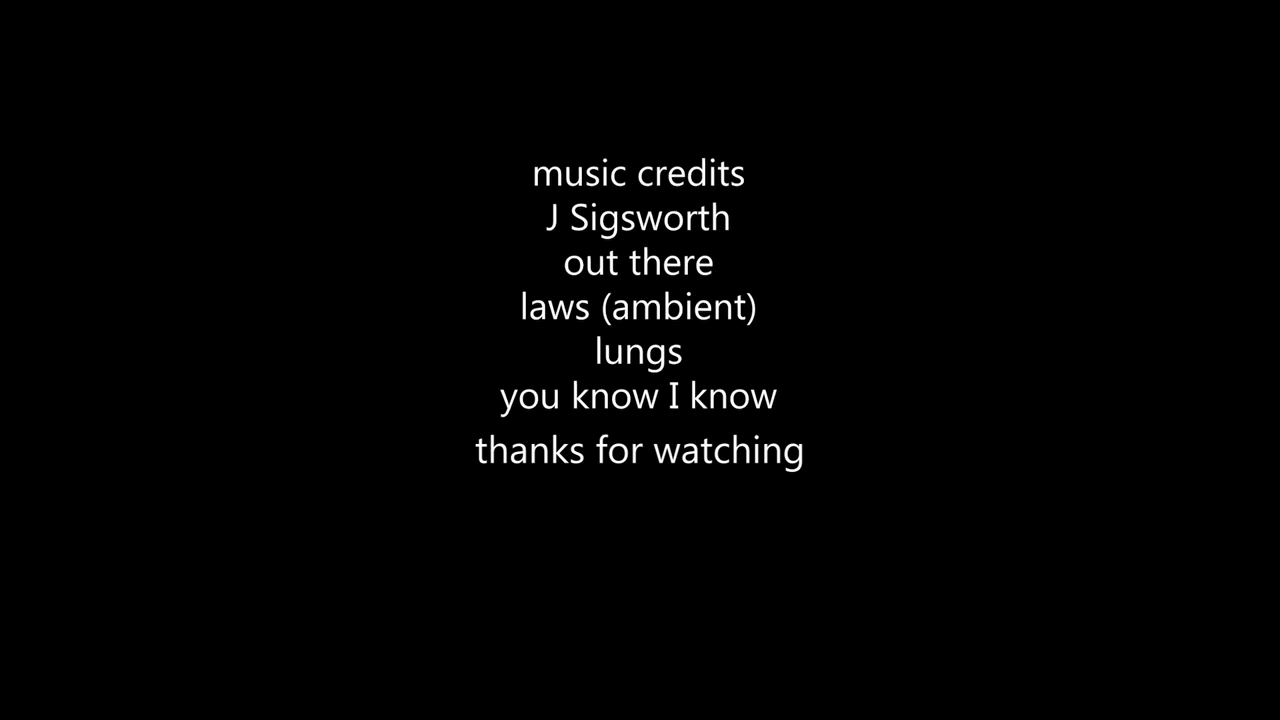 music credits
J Sigsworth
out there
laws (ambient)
lungs
you know I know
thanks for watching